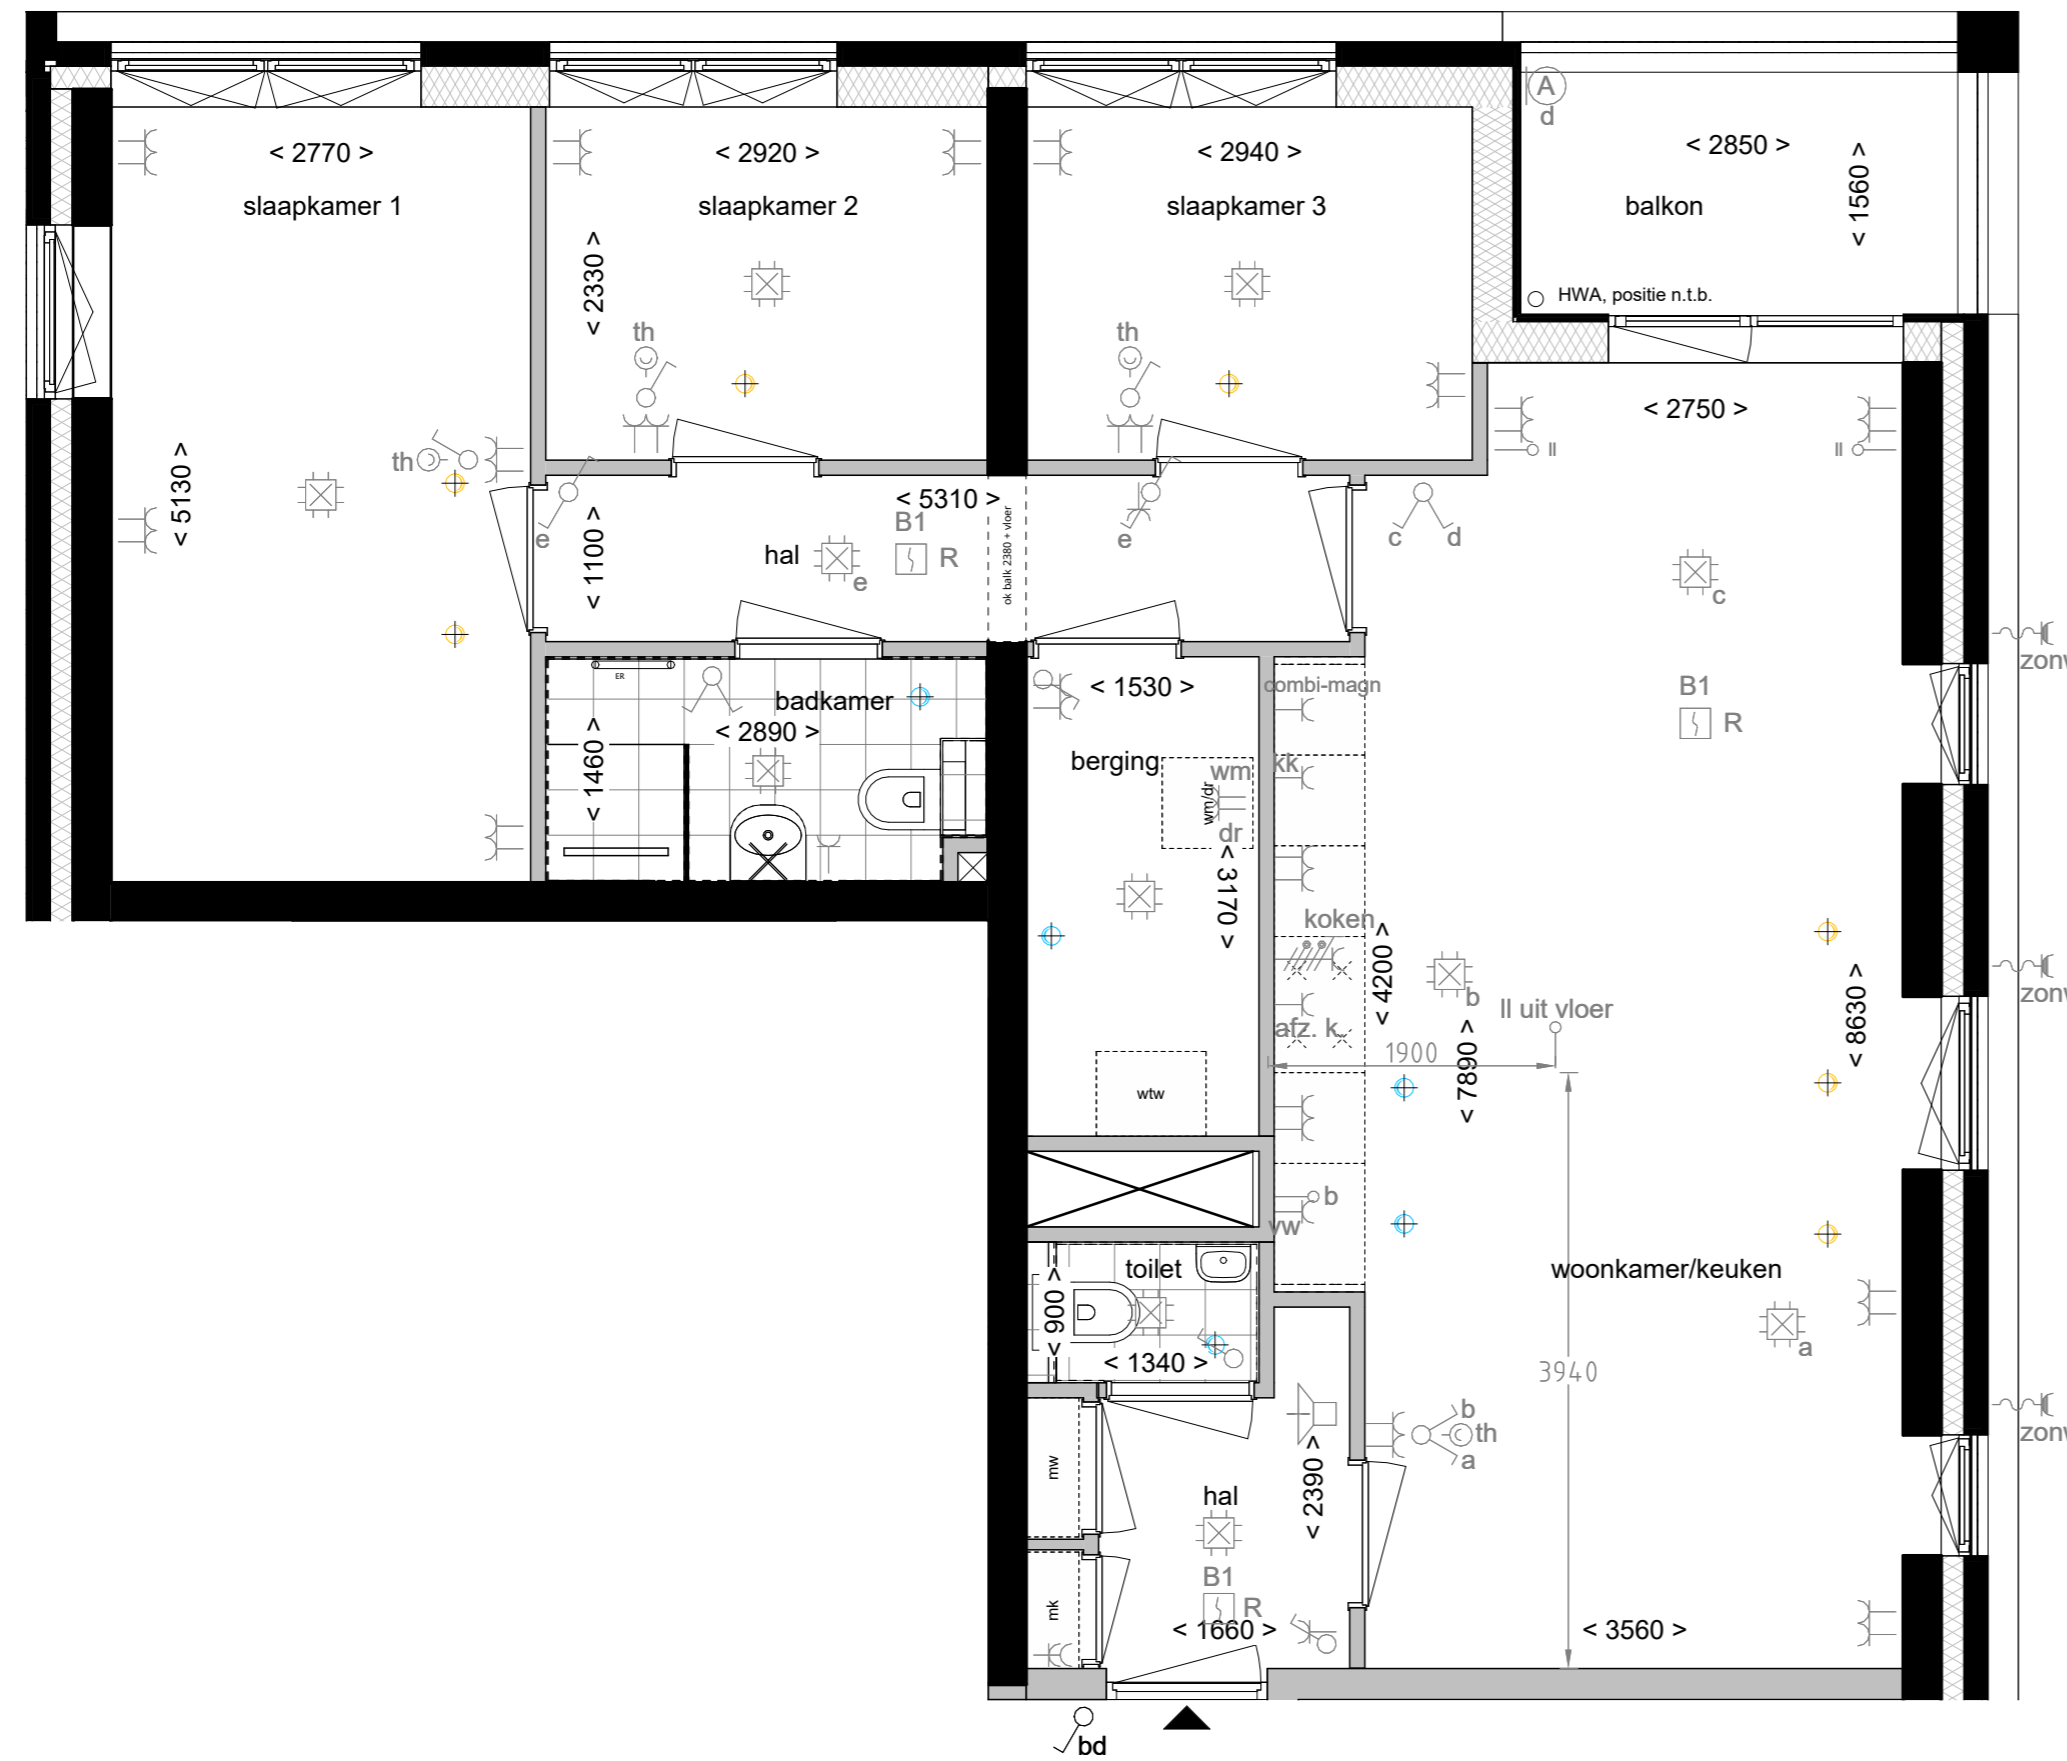 A
d
< 2770 >
< 2920 >
< 2940 >
< 2850 >
< 1560 >
slaapkamer 1
slaapkamer 2
slaapkamer 3
balkon
< 2330 >
HWA, positie n.t.b.
th
th
< 2750 >
th
< 5130 >
ll
ll
< 5310 >
ok balk 2380 + vloer
B1
R
hal
e
e
< 1100 >
e
c
d
c
ER
badkamer
< 2890 >
< 1460 >
< 1530 >
combi-magn
B1
R
zonw
berging
wm
wm/dr
dr
kk
< 3170 >
koken
< 4200 >
b
ll uit vloer
afz. k.
1900
< 7890 >
< 8630 >
zonw
wtw
b
vw
toilet
< 900 >
< 1340 >
woonkamer/keuken
a
3940
b
th
a
zonw
mw
hal
< 2390 >
B1
R
mk
< 1660 >
< 3560 >
bd